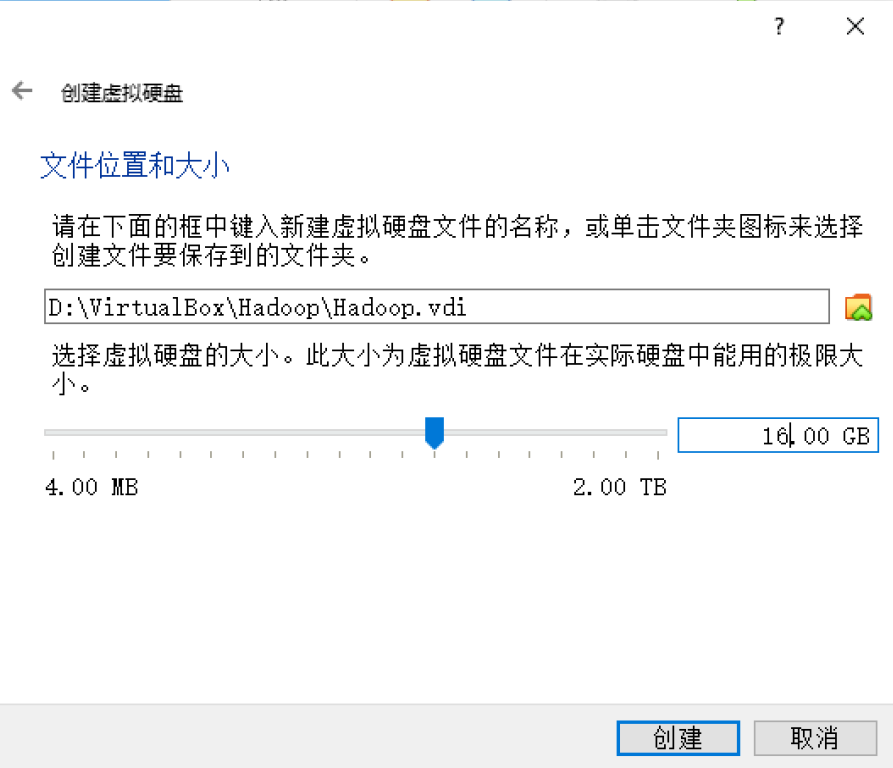 ?
创建虚拟硬盘
文件位置和大小
请在下面的框中键入新建虚拟硬盘文件的名称，或单击文件夹图标来选择
创建文件要保存到的文件夹。
D:\VirtualBox\Hadoop\Hadoop.vdi
选择虚拟硬盘的大小。此大小为虚拟硬盘文件在实际硬盘中能用的极限大
小。
16.00 GB
4.00 MB 2.00 TB
创建 取消